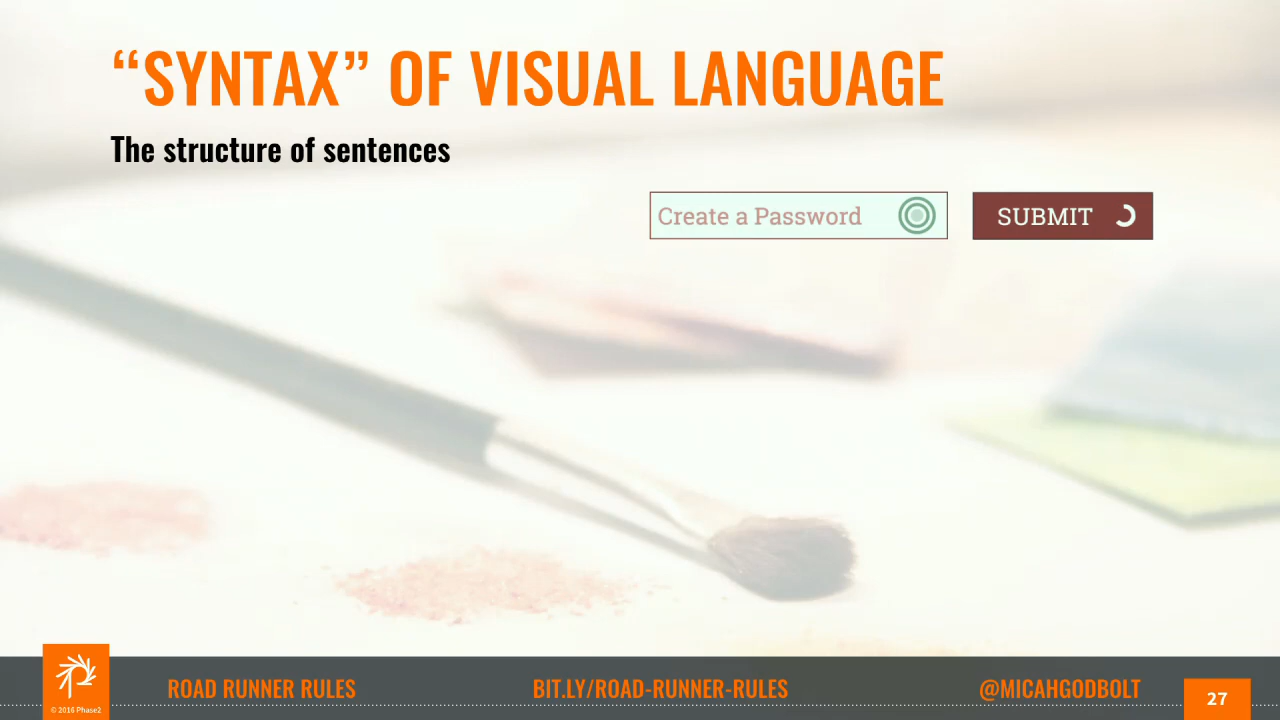 “SYNTAX” OF VISUAL LANGUAGE
The structure of sentences
Create a Password
SUBMIT
ROAD RUNNER RULES
BIT.LY/ROAD-RUNNER-RULES
@MICAHGODBOLT
27
© 2016 Phase2